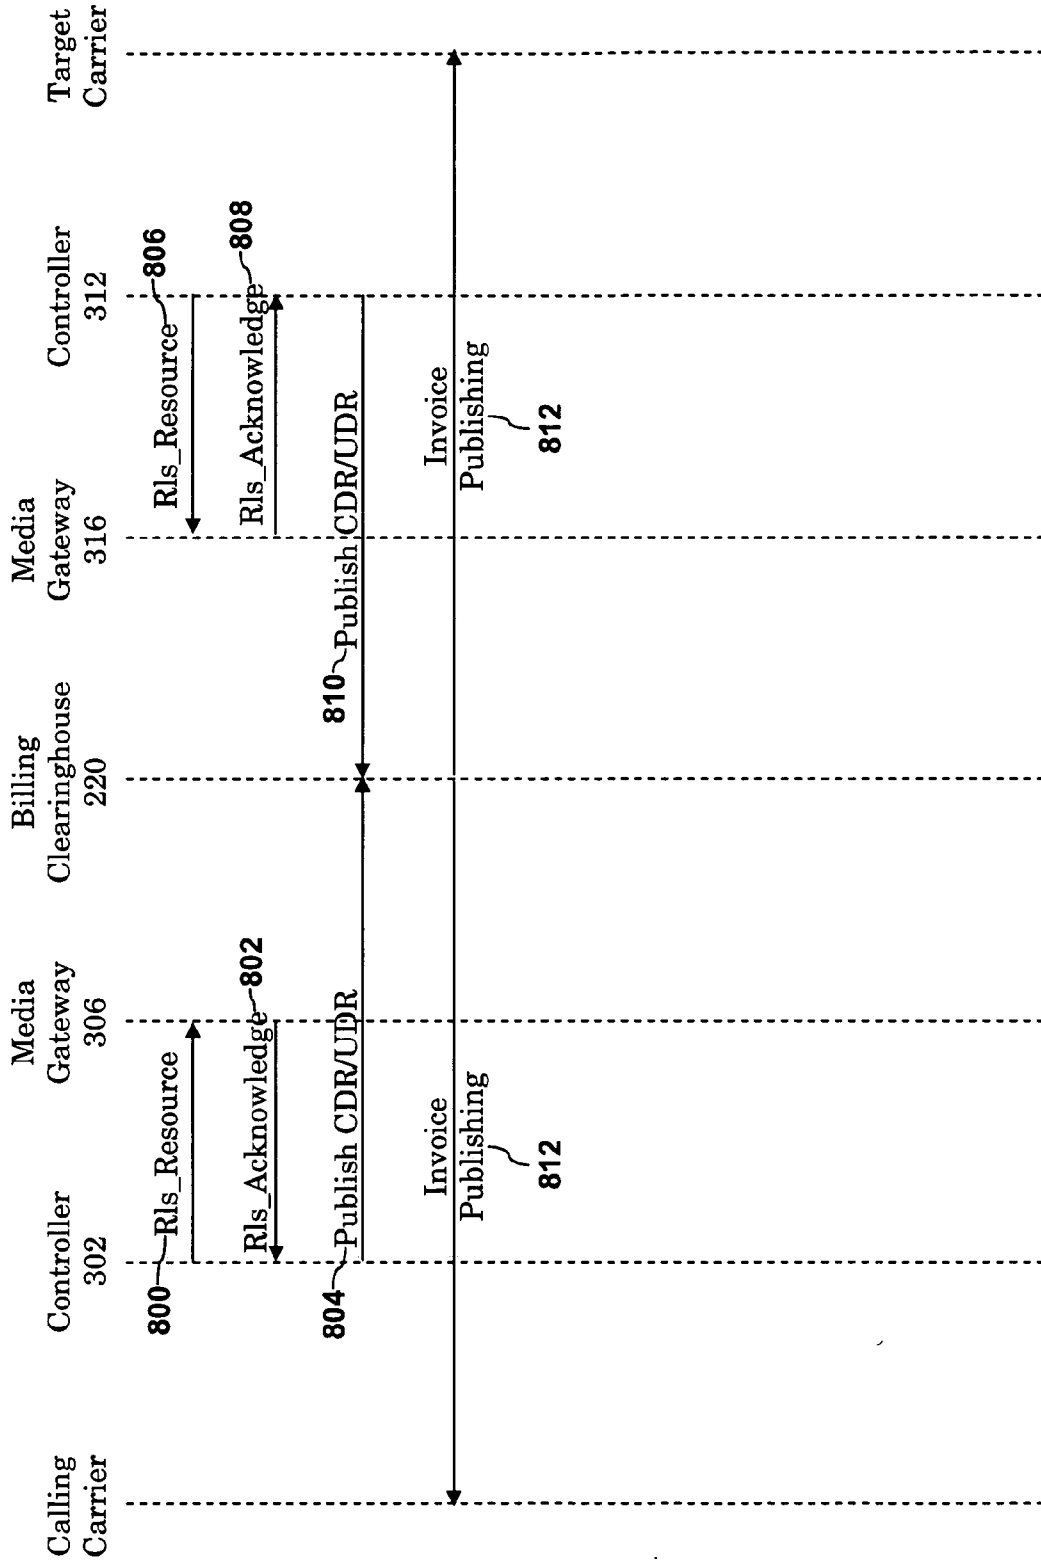 Calling
Carrier
Controller
302
Media
Gateway
306
Billing
Clearinghouse
220
Media
Gateway
316
Controller
312
Target
Carrier
800
Rls_Resource
Rls_Resource
806
Rls_Acknowledge
802
Rls_Acknowledge
808
804
Publish CDR/UDR
810
Publish CDR/UDR
Invoice
Publishing
812
Invoice
Publishing
812